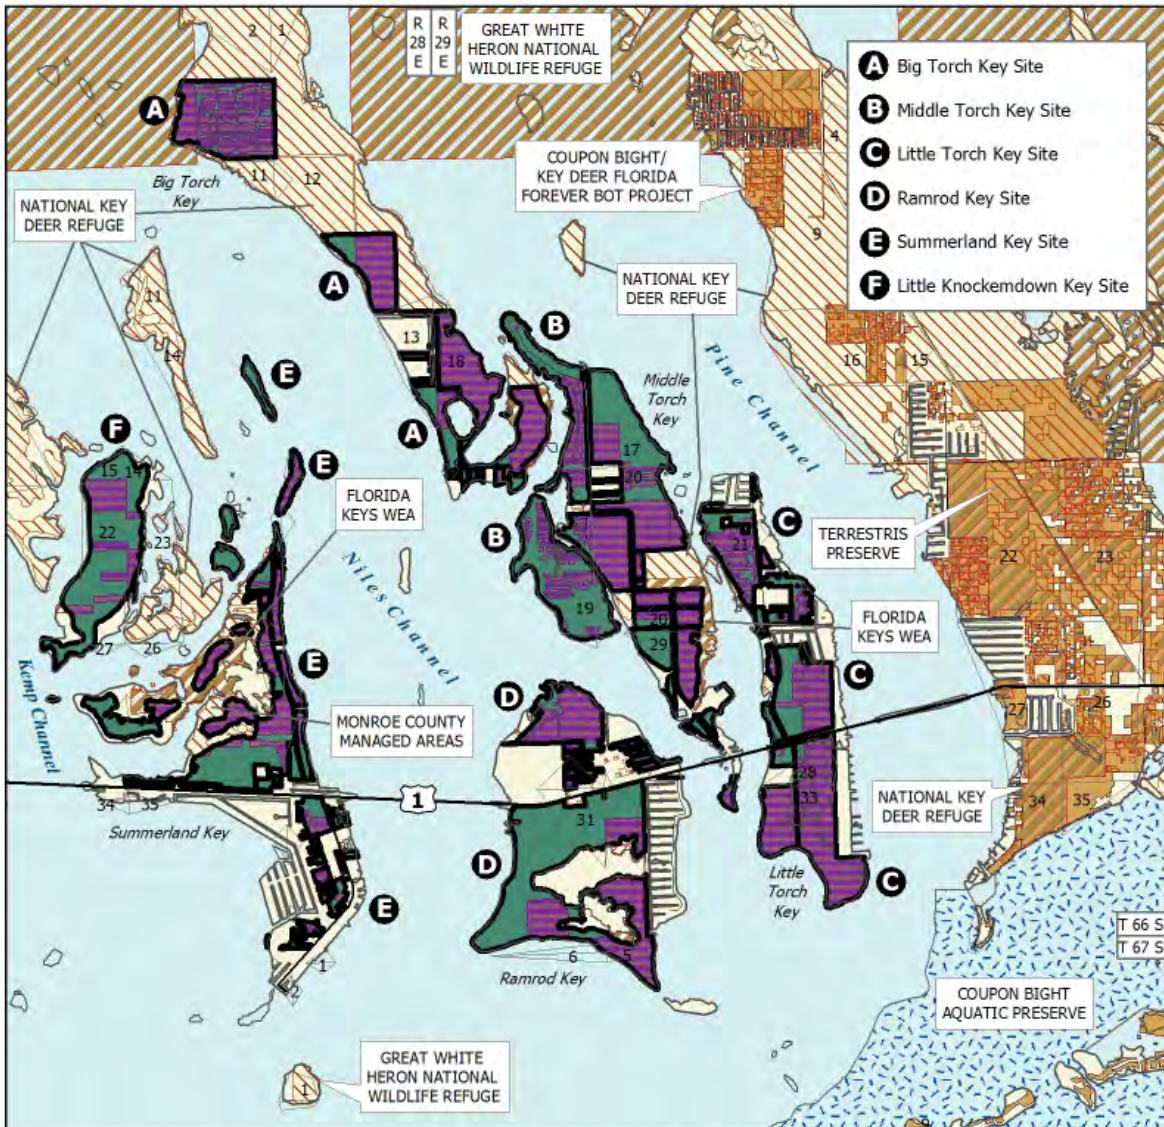 2
1
R
28
E
R
29
E
GREAT WHITE
HERON NATIONAL
WILDLIFE REFUGE
A Big Torch Key Site
B Middle Torch Key Site
C Little Torch Key Site
D Ramrod Key Site
E Summerland Key Site
F Little Knockemdown Key Site
A
4
COUPON BIGHT/
KEY DEER FLORIDA
FOREVER BOT PROJECT
11
12
Big Torch
Key
NATIONAL KEY
DEER REFUGE
9
A
NATIONAL KEY
DEER REFUGE
11
14
13
18
B
16
15
Pine Channel
E
Middle
Torch
Key
A
F
15
14
E
17
20
FLORIDA
KEYS WEA
22
23
B
C
21
TERRESTRIS
PRESERVE
22
23
Niles Channel
19
20
29
FLORIDA
KEYS WEA
27
26
E
C
Kemp Channel
D
MONROE COUNTY
MANAGED AREAS
27
26
34
35
1
28
33
NATIONAL KEY
DEER REFUGE
34
35
Summerland Key
31
D
Little
Torch
Key
C
E
T 66 S
T 67 S
6
5
1
2
Ramrod Key
COUPON BIGHT
AQUATIC PRESERVE
GREAT WHITE
HERON NATIONAL
WILDLIFE REFUGE
1